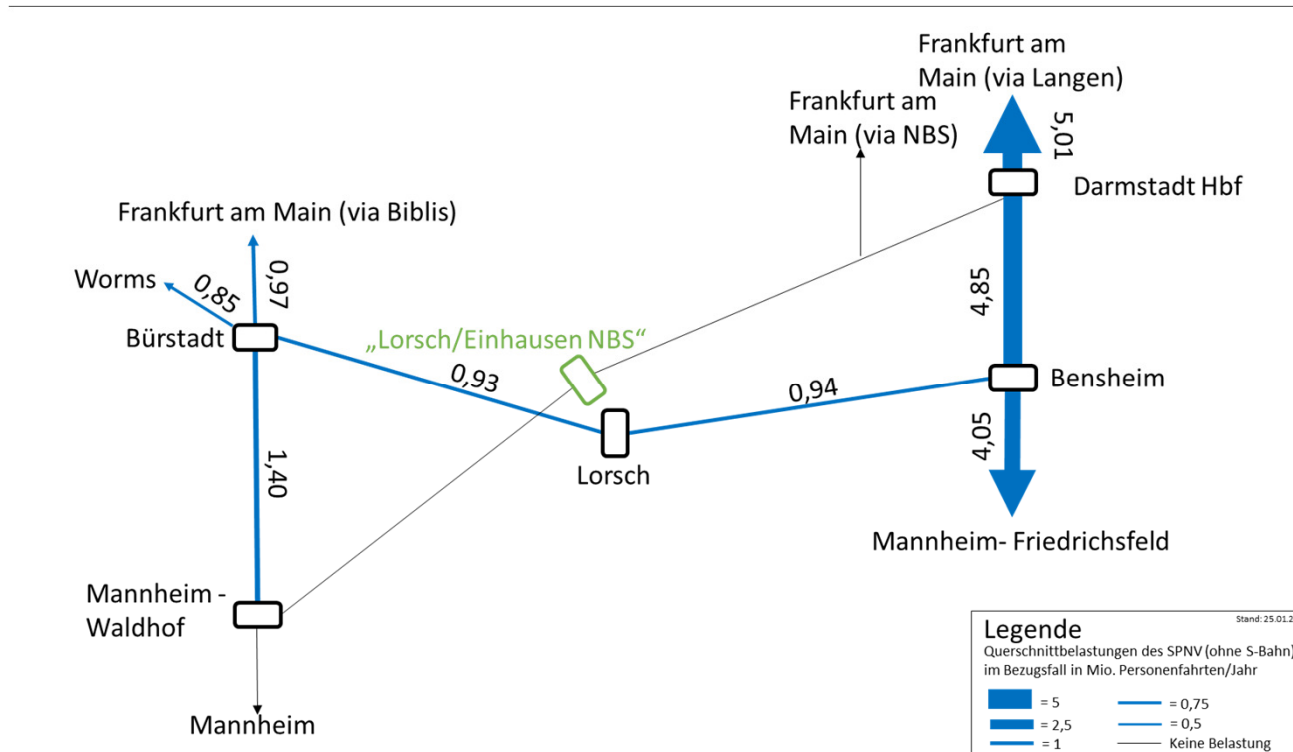 Frankfurt am
Main (via Langen)
5,01
Frankfurt am
Main (via NBS)
Darmstadt Hbf
Frankfurt am Main (via Biblis)
Worms
0,85
0,97
4,85
Bürstadt
„Lorsch/Einhausen NBS“
0,93
0,94
Bensheim
4,05
1,40
Lorsch
Mannheim- Friedrichsfeld
Mannheim -
Waldhof
Mannheim
Stand: 25.01.2
Legende
Querschnittbelastungen des SPNV (ohne S-Bahn)
im Bezugsfall in Mio. Personenfahrten/Jahr
= 5
= 0,75
= 2,5
= 0,5
= 1
Keine Belastung